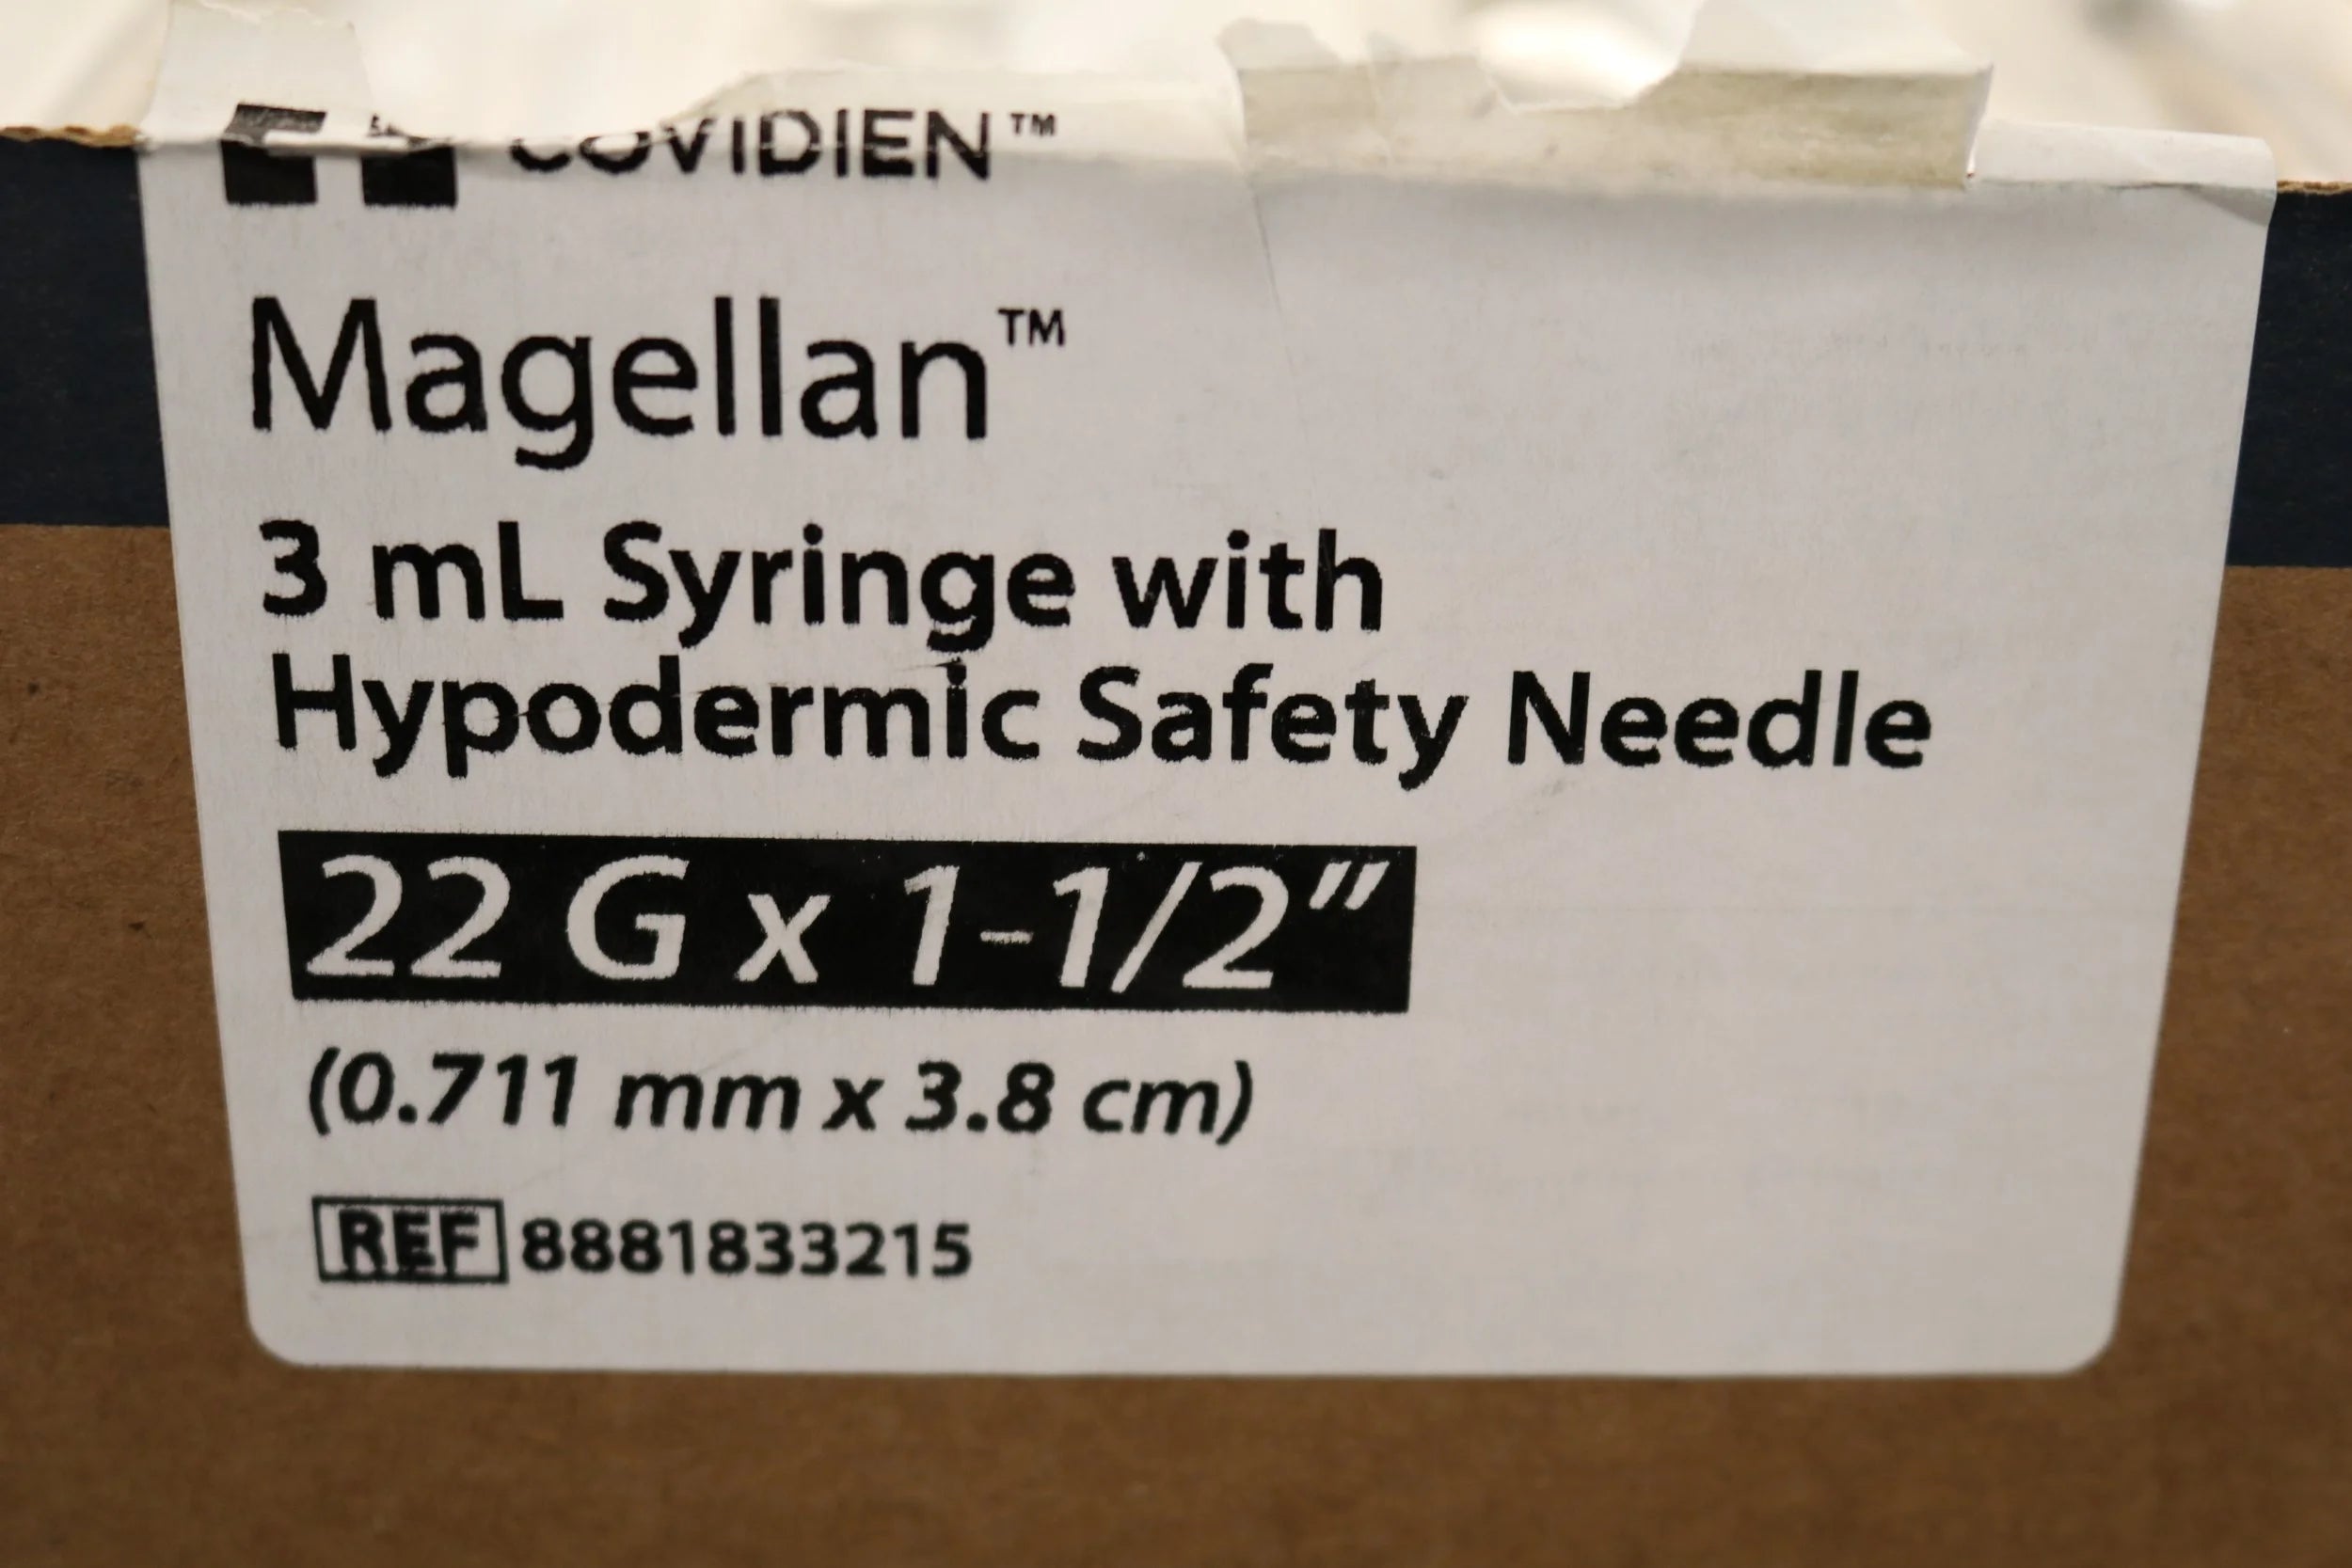 COVIDIEN™
Magellan™
3 mL Syringe with
Hypodermic Safety Needle
22 G x 1-1/2"
(0.711 mm x 3.8 cm)
REF 8881833215